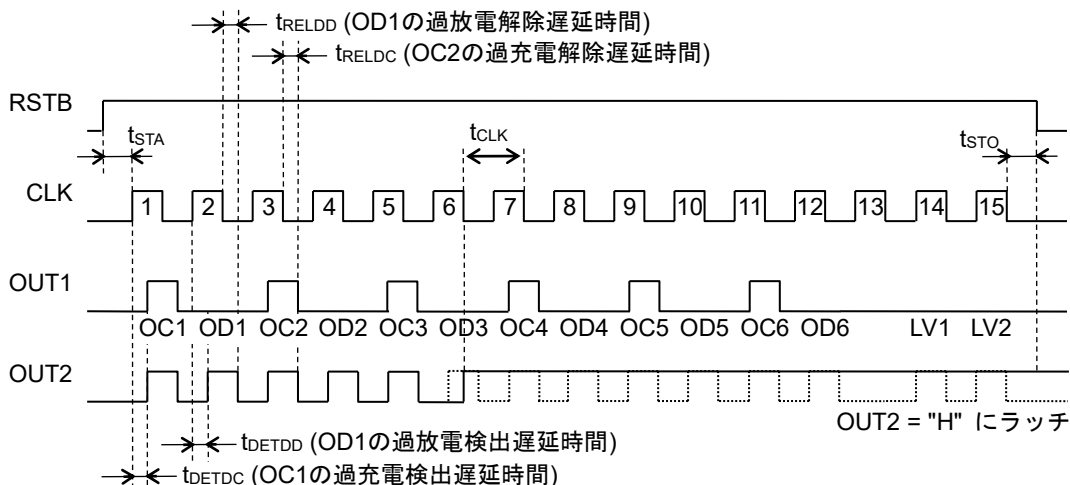 tRELDD (OD1の過放電解除遅延時間)
tRELDC (OC2の過充電解除遅延時間)
RSTB
tSTA
tCLK
tSTO
CLK
1 2 3 4 5 6 7 8 9 10 11 12 13 14 15
OUT1
OC1 OD1 OC2 OD2 OC3 OD3 OC4 OD4 OC5 OD5 OC6 OD6 LV1 LV2
OUT2
OUT2 = "H" にラッチ
tDETDD (OD1の過放電検出遅延時間)
tDETDC (OC1の過充電検出遅延時間)